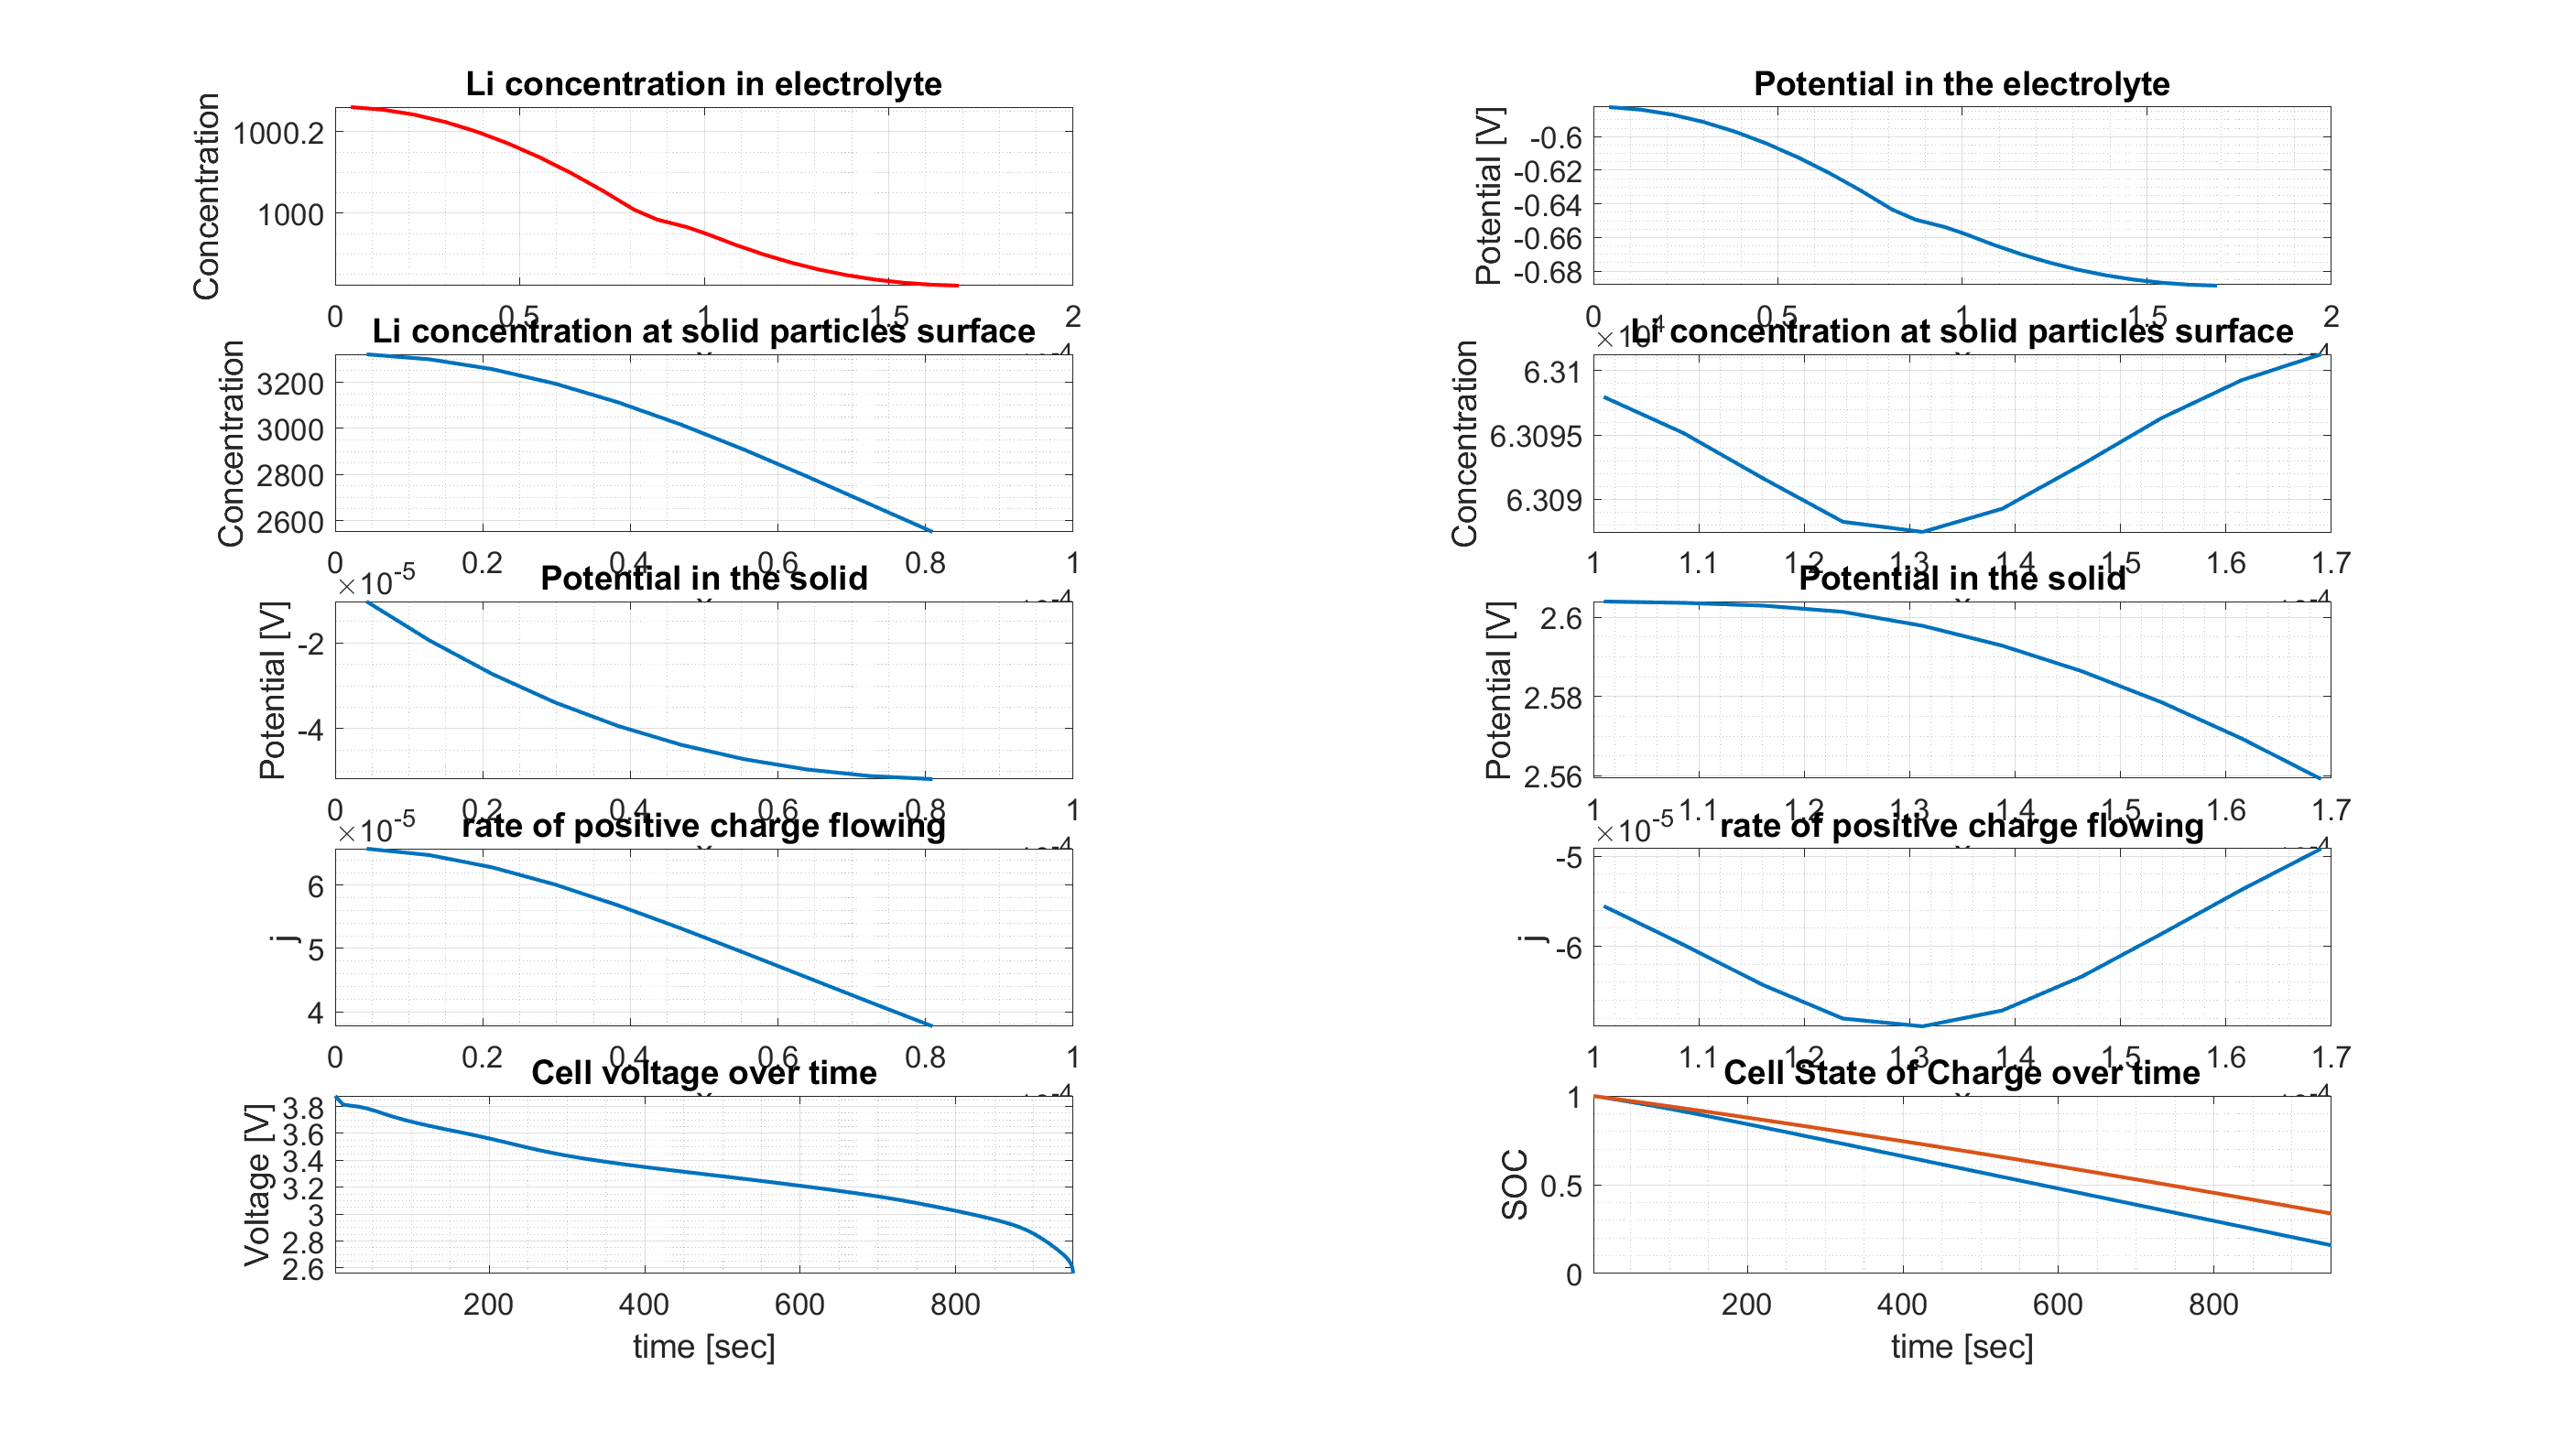 Li concentration in electrolyte
Concentration
1000.2
1000
0 0.5 1 1.5 2
Potential in the electrolyte
Potential [V]
-0.6
-0.62
-0.64
-0.66
-0.68
0 0.5 1 1.5 2
Li concentration at solid particles surface
Concentration
3200
3000
2800
2600
0 0.2 0.4 0.6 0.8 1
×10⁴
Li concentration at solid particles surface
Concentration
6.31
6.3095
6.309
1 1.1 1.2 1.3 1.4 1.5 1.6 1.7
×10⁻⁵
Potential in the solid
Potential [V]
-2
-4
0 0.2 0.4 0.6 0.8 1
Potential in the solid
Potential [V]
2.6
2.58
2.56
1 1.1 1.2 1.3 1.4 1.5 1.6 1.7
×10⁻⁵
rate of positive charge flowing
j
6
5
4
0 0.2 0.4 0.6 0.8 1
×10⁻⁵
rate of positive charge flowing
j
-5
-6
1 1.1 1.2 1.3 1.4 1.5 1.6 1.7
Cell voltage over time
Voltage [V]
3.8
3.6
3.4
3.2
3
2.8
2.6
200 400 600 800
time [sec]
Cell State of Charge over time
SOC
1
0.5
0
200 400 600 800
time [sec]